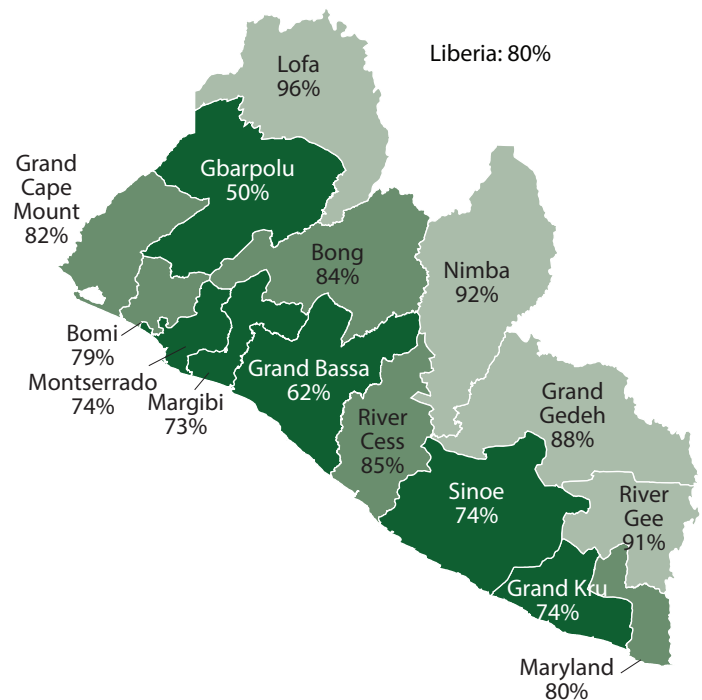 Liberia: 80%
Lofa
96%
Gbarpolu
50%
Grand
Cape
Mount
82%
Bong
84%
Nimba
92%
Bomi
79%
Montserrado
74%
Margibi
73%
Grand Bassa
62%
River
Cess
85%
Grand
Gedeh
88%
Sinoe
74%
River
Gee
91%
Grand Kru
74%
Maryland
80%